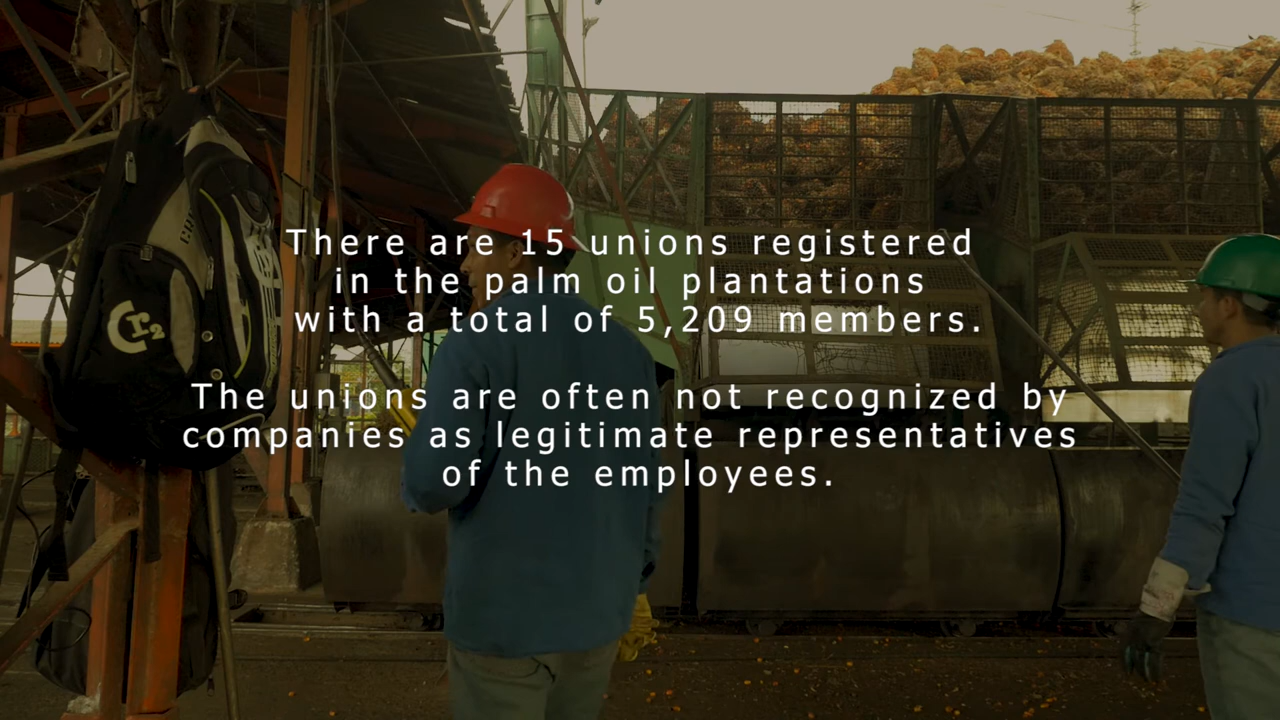 There are 15 unions registered
in the palm oil plantations
with a total of 5,209 members.
The unions are often not recognized by
companies as legitimate representatives
of the employees.
Cr2